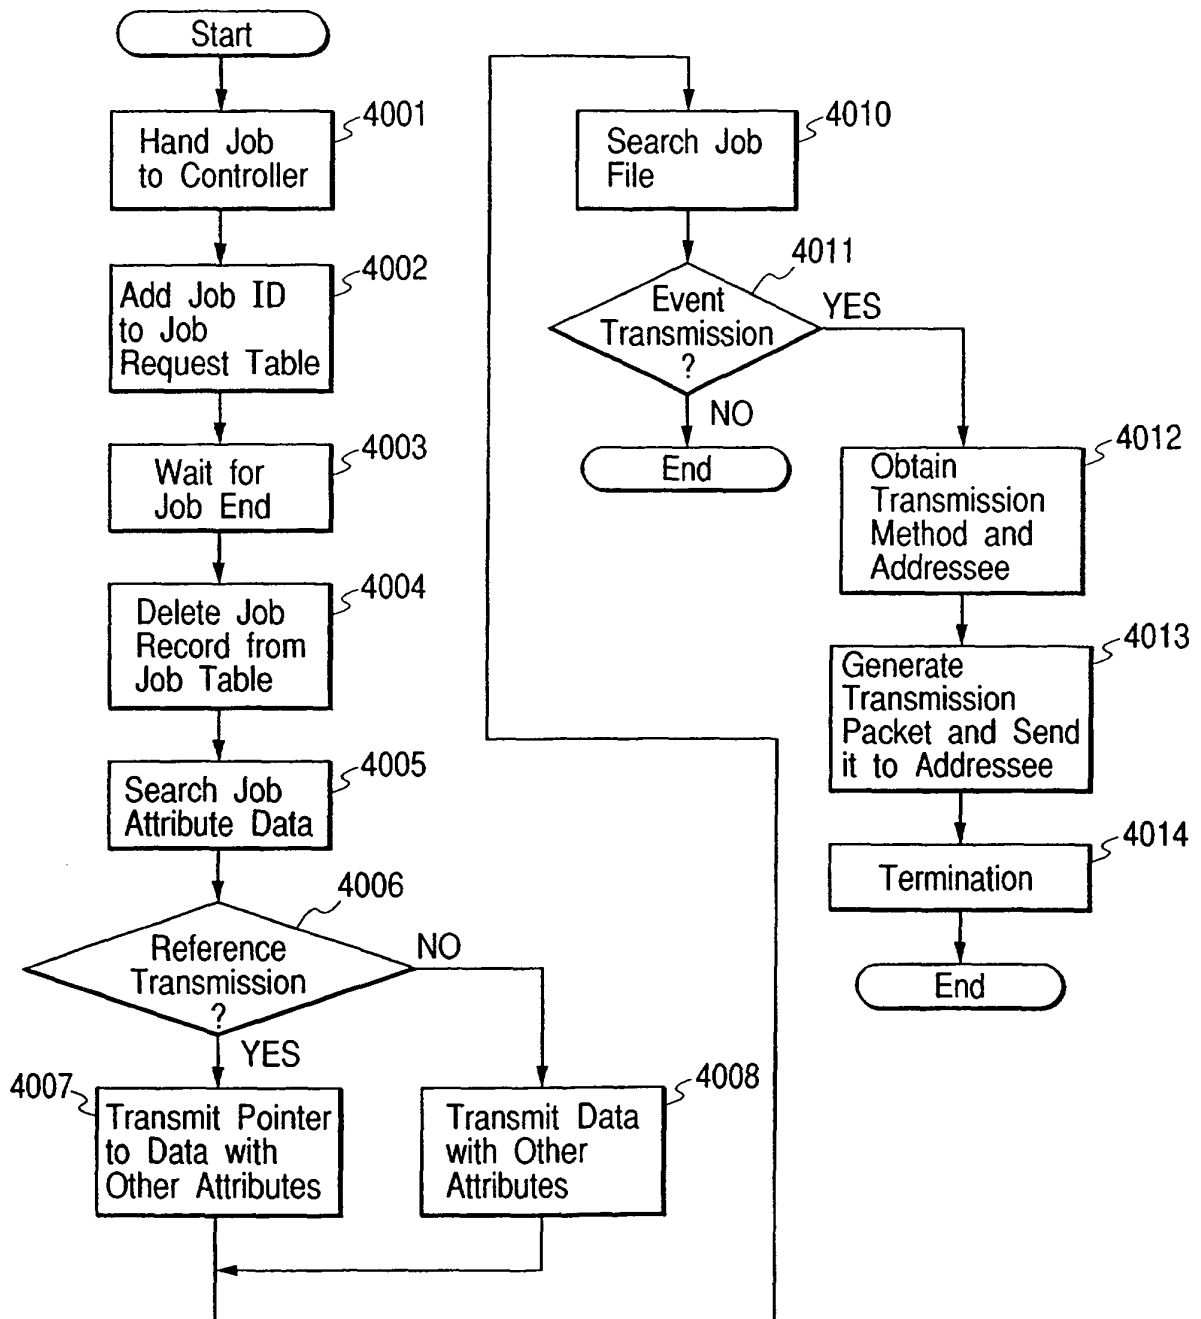 Start
4001
Hand Job
to Controller
4002
Add Job ID
to Job
Request Table
4003
Wait for
Job End
4004
Delete Job
Record from
Job Table
4005
Search Job
Attribute Data
4006
Reference
Transmission
?
NO
YES
4007
Transmit Pointer
to Data with
Other Attributes
4008
Transmit Data
with Other
Attributes
4010
Search Job
File
4011
Event
Transmission
?
YES
NO
End
4012
Obtain
Transmission
Method and
Addressee
4013
Generate
Transmission
Packet and Send
it to Addressee
4014
Termination
End